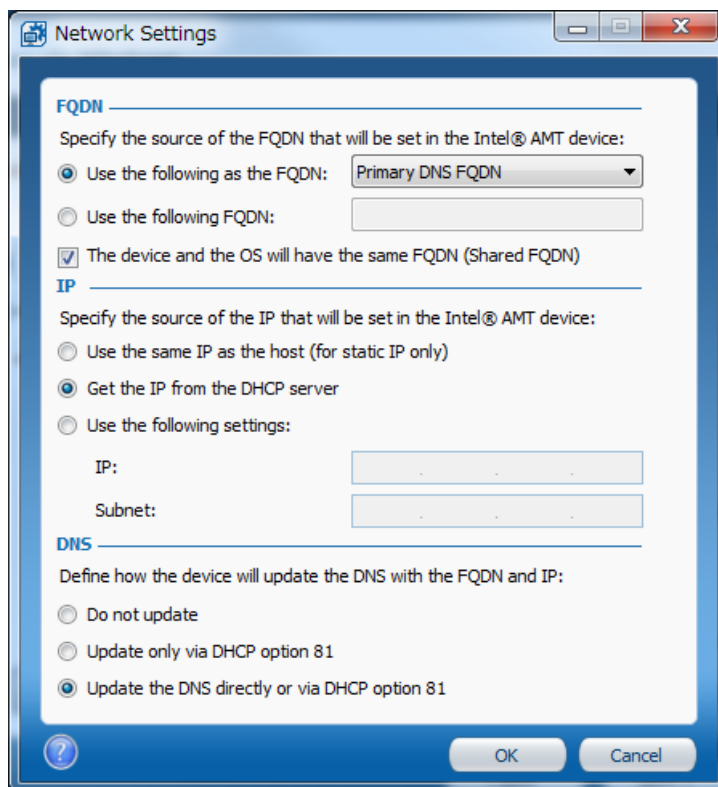 Network Settings
FQDN
Specify the source of the FQDN that will be set in the Intel® AMT device:
Use the following as the FQDN: Primary DNS FQDN
Use the following FQDN:
The device and the OS will have the same FQDN (Shared FQDN)
IP
Specify the source of the IP that will be set in the Intel® AMT device:
Use the same IP as the host (for static IP only)
Get the IP from the DHCP server
Use the following settings:
IP: . . .
Subnet: . . .
DNS
Define how the device will update the DNS with the FQDN and IP:
Do not update
Update only via DHCP option 81
Update the DNS directly or via DHCP option 81
? OK Cancel